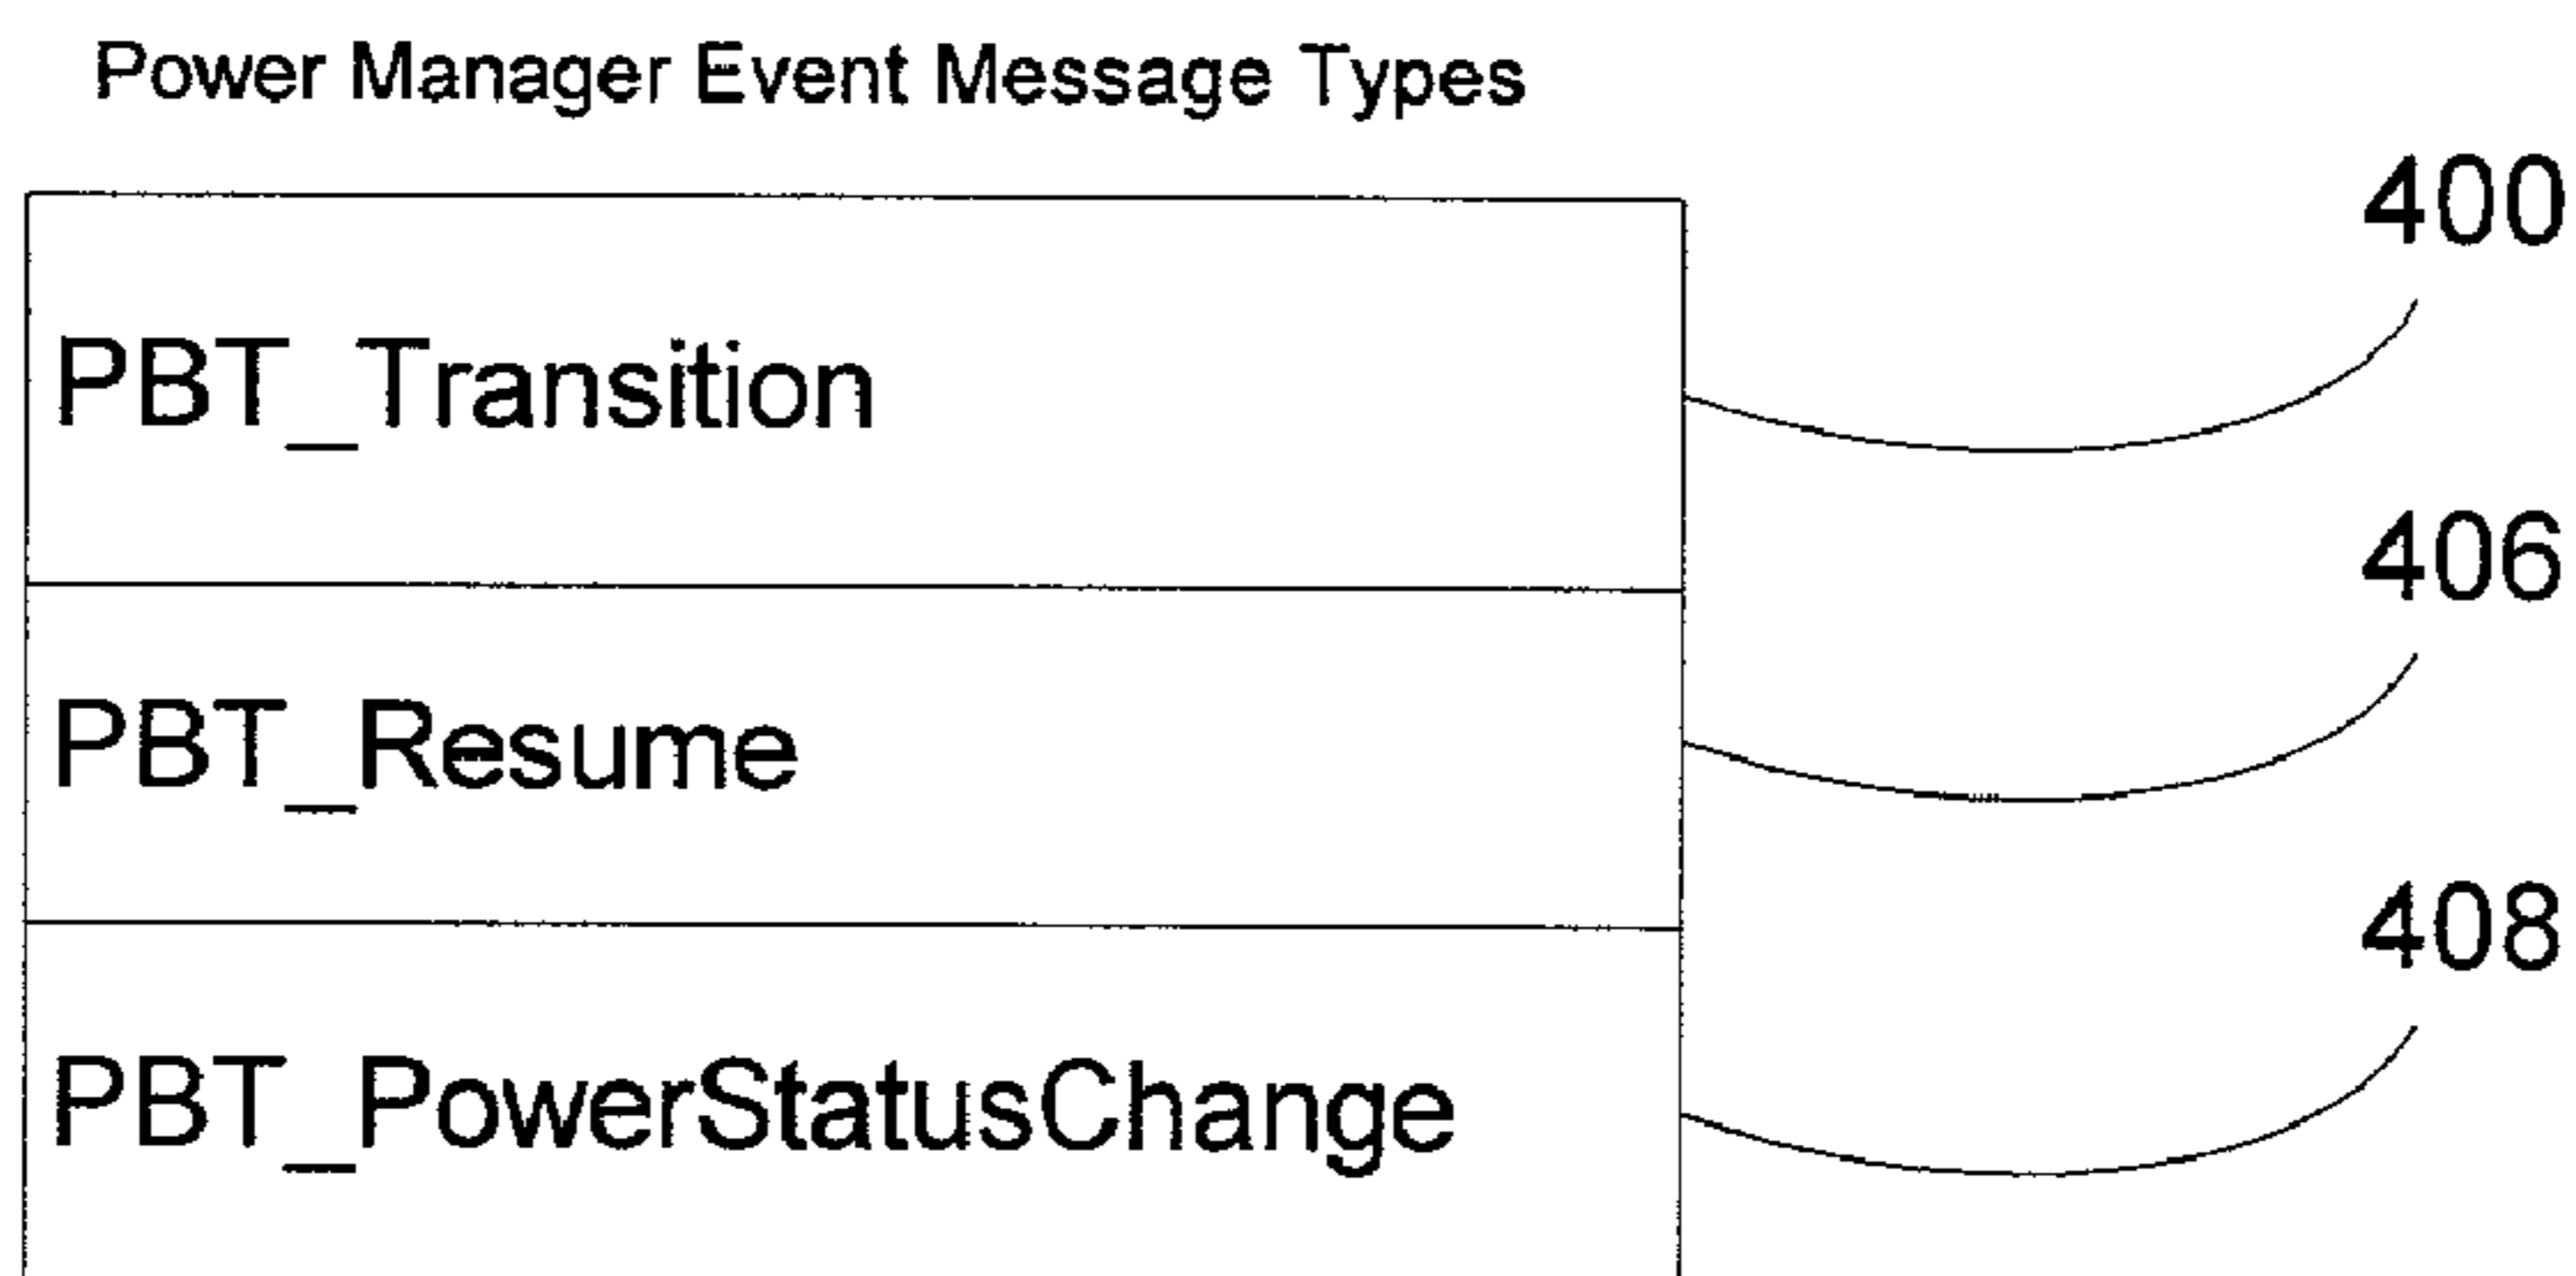 Power Manager Event Message Types
400
PBT_Transition
406
PBT_Resume
408
PBT_PowerStatusChange